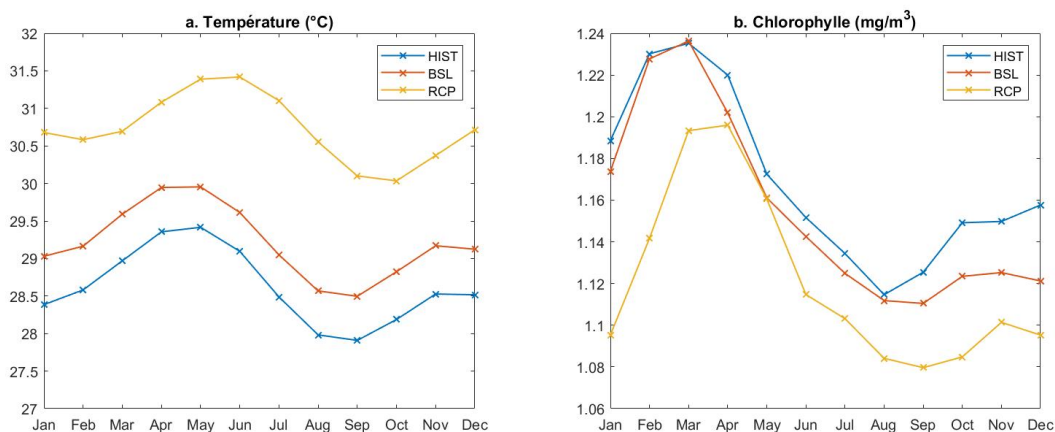 a. Température (°C)
32
31.5
31
30.5
30
29.5
29
28.5
28
27.5
27
Jan Feb Mar Apr May Jun Jul Aug Sep Oct Nov Dec
HIST
BSL
RCP
b. Chlorophylle (mg/m³)
1.24
1.22
1.2
1.18
1.16
1.14
1.12
1.1
1.08
1.06
Jan Feb Mar Apr May Jun Jul Aug Sep Oct Nov Dec
HIST
BSL
RCP